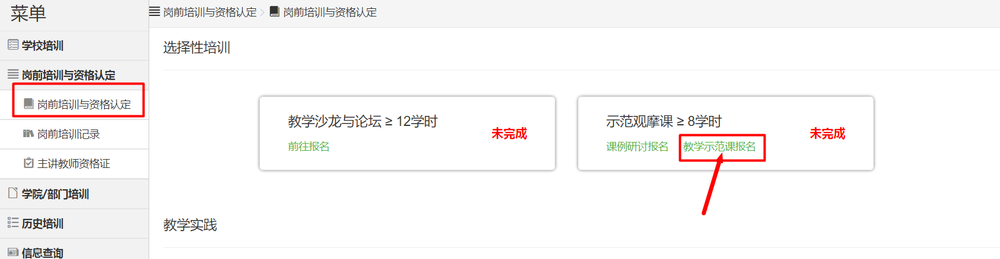 菜单
学校培训
岗前培训与资格认定
岗前培训与资格认定
岗前培训记录
主讲教师资格证
学院/部门培训
历史培训
信息查询
岗前培训与资格认定 > 岗前培训与资格认定
选择性培训
教学沙龙与论坛 ≥ 12学时
前往报名
未完成
示范观摩课 ≥ 8学时
课例研讨报名 教学示范课报名
未完成
教学实践